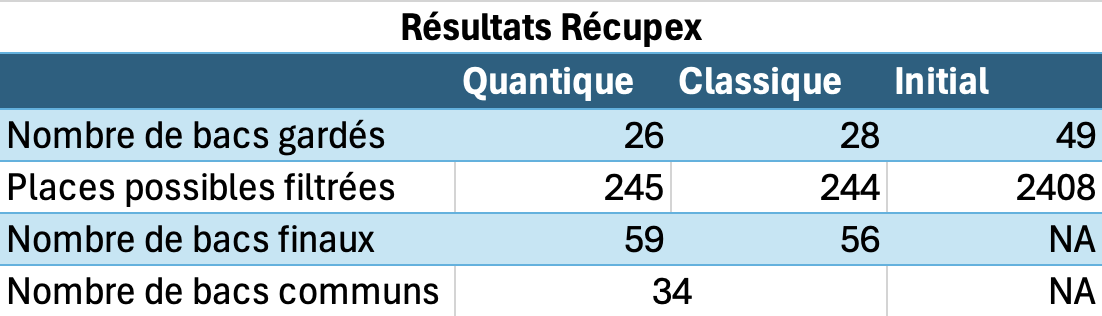 Résultats Récupex
Quantique Classique Initial
Nombre de bacs gardés 26 28 49
Places possibles filtrées 245 244 2408
Nombre de bacs finaux 59 56 NA
Nombre de bacs communs 34 NA